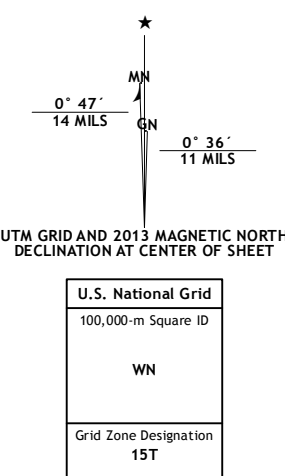 ★
MN
0° 47´
14 MILS
GN
0° 36´
11 MILS
UTM GRID AND 2013 MAGNETIC NORTH
DECLINATION AT CENTER OF SHEET
U.S. National Grid
100,000-m Square ID
WN
Grid Zone Designation
15T